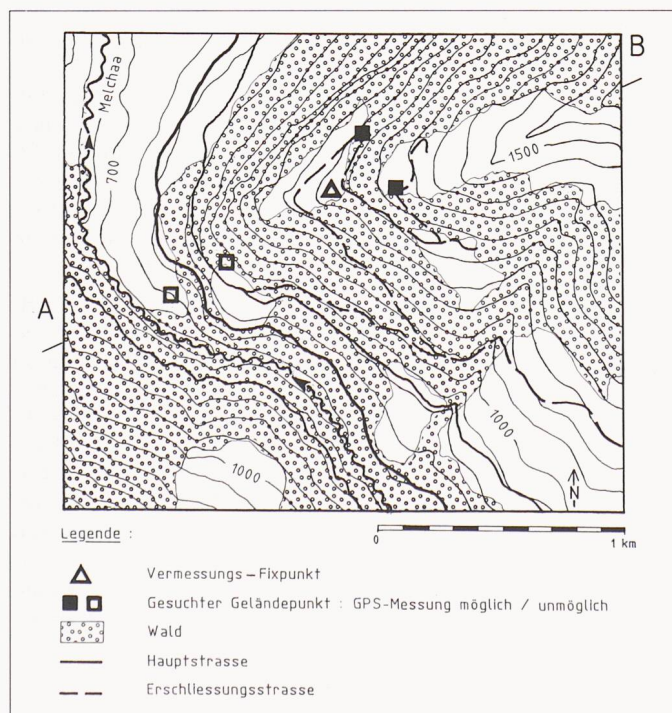 B
Melchaa
700
1500
A
1000
1000
N
0
1 km
Legende :
Vermessungs-Fixpunkt
Gesuchter Geländepunkt : GPS-Messung möglich / unmöglich
Wald
Hauptstrasse
Erschliessungsstrasse